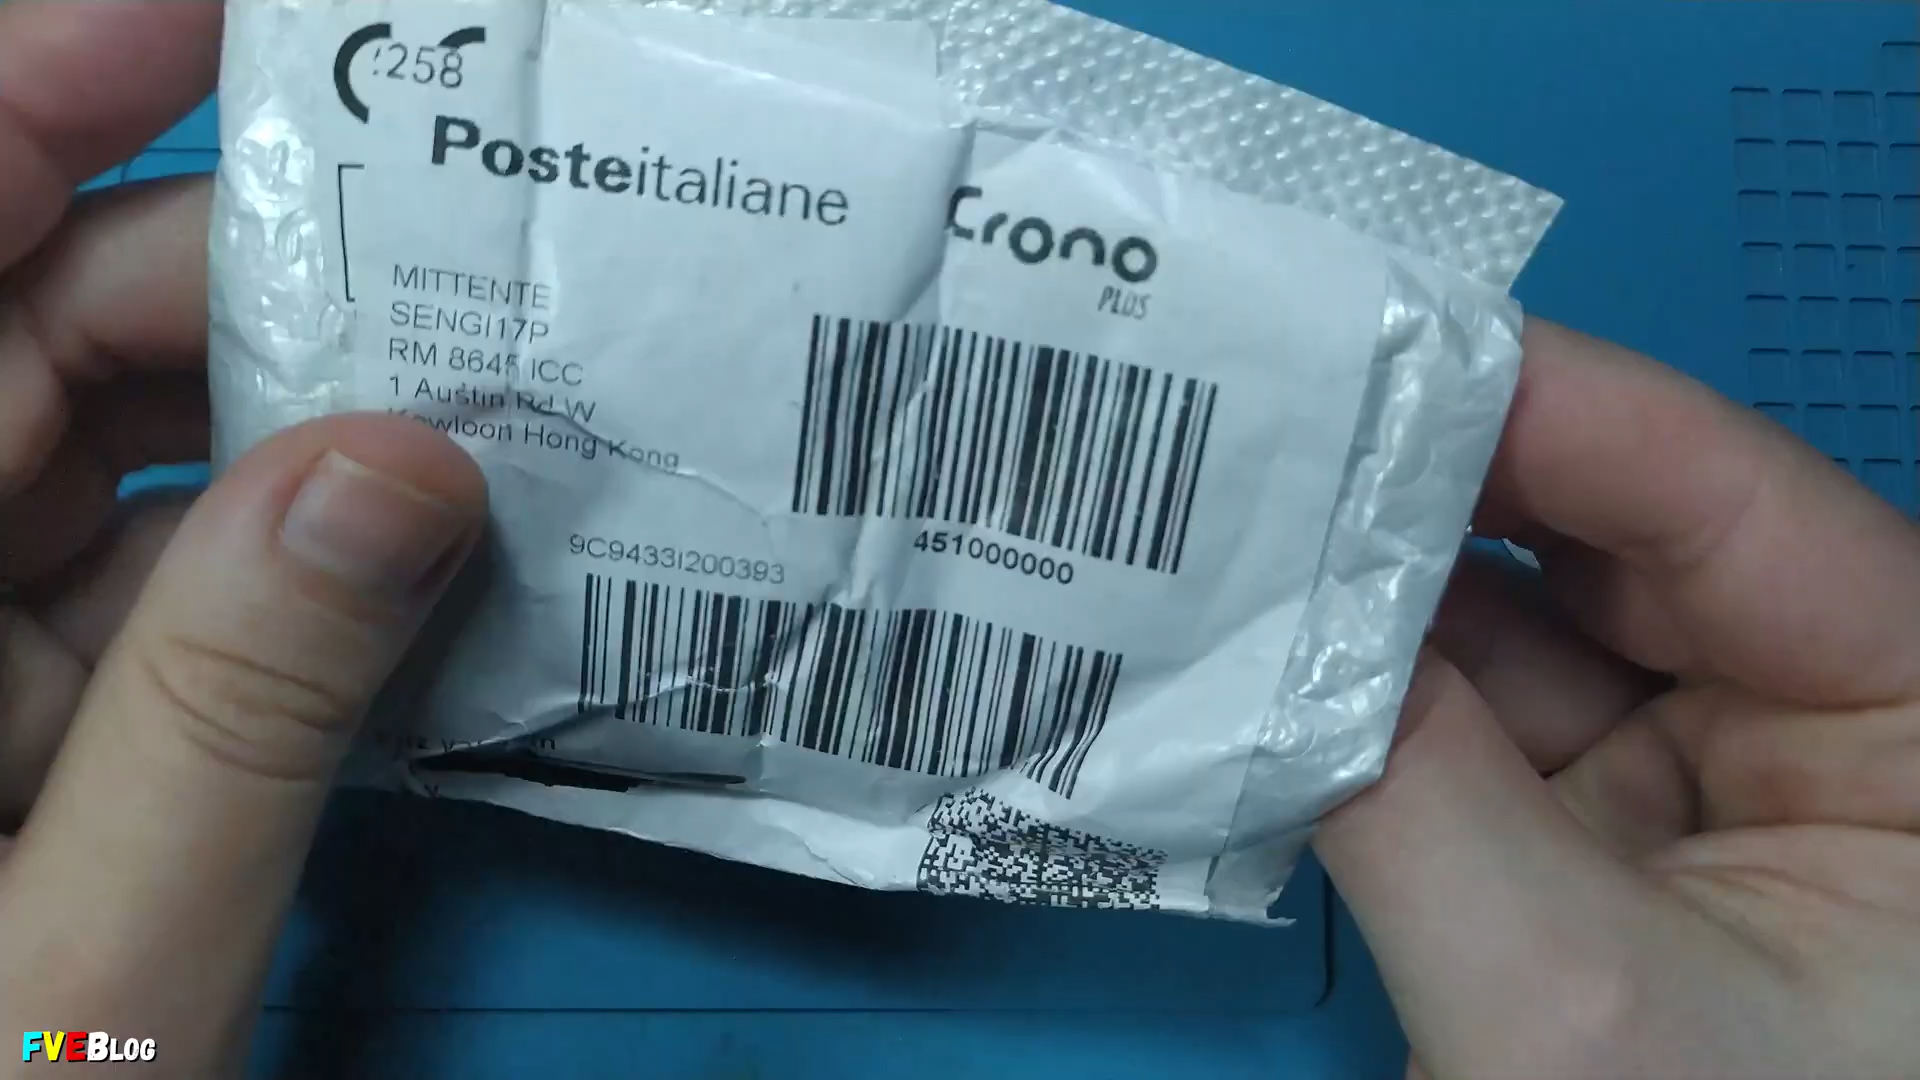 258
Posteitaliane
Crono
PLUS
MITTENTE
SENGI17P
RM 8645 ICC
1 Austin Rd W
Kowloon Hong Kong
451000000
9C9433I200393
FVEBLOG